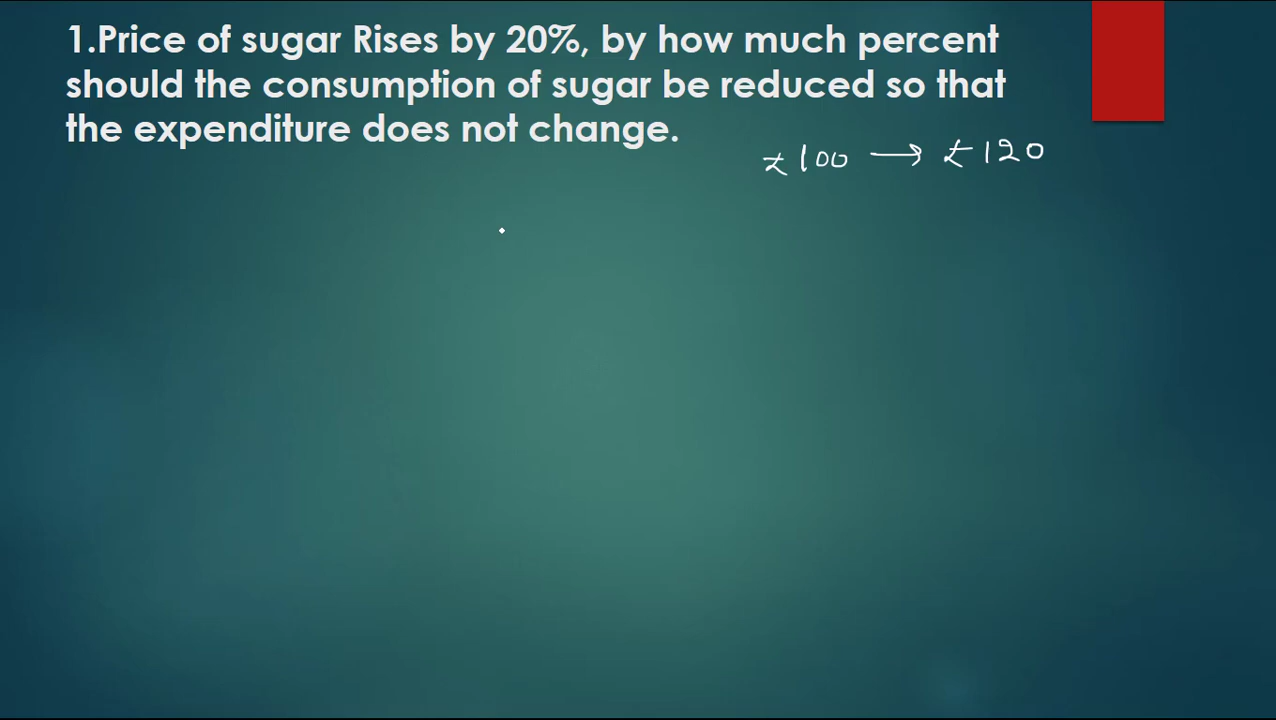 1.Price of sugar Rises by 20%, by how much percent
should the consumption of sugar be reduced so that
the expenditure does not change.
₹100 → ₹120